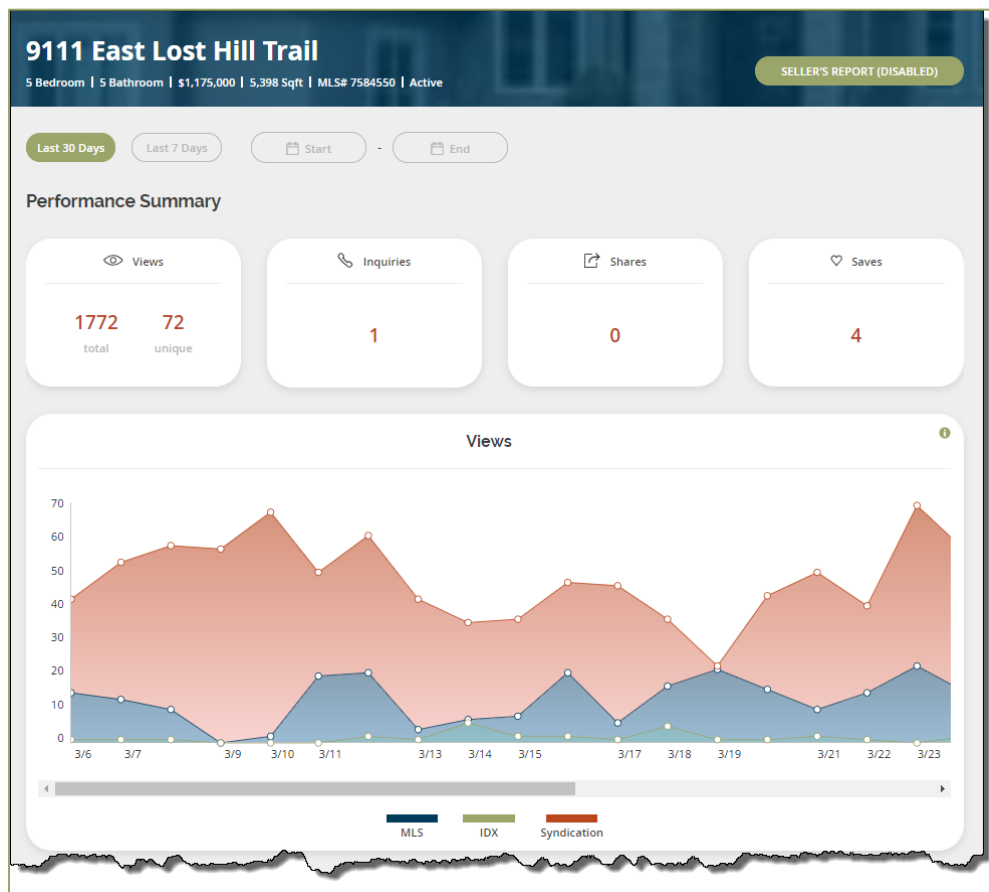 9111 East Lost Hill Trail
5 Bedroom | 5 Bathroom | $1,175,000 | 5,398 Sqft | MLS# 7584550 | Active
SELLER'S REPORT (DISABLED)
Last 30 Days Last 7 Days Start - End
Performance Summary
Views Inquiries Shares Saves
1772 72 1 0 4
total unique
Views
70
60
50
40
30
20
10
0
3/6 3/7 3/9 3/10 3/11 3/13 3/14 3/15 3/17 3/18 3/19 3/21 3/22 3/23
MLS IDX Syndication